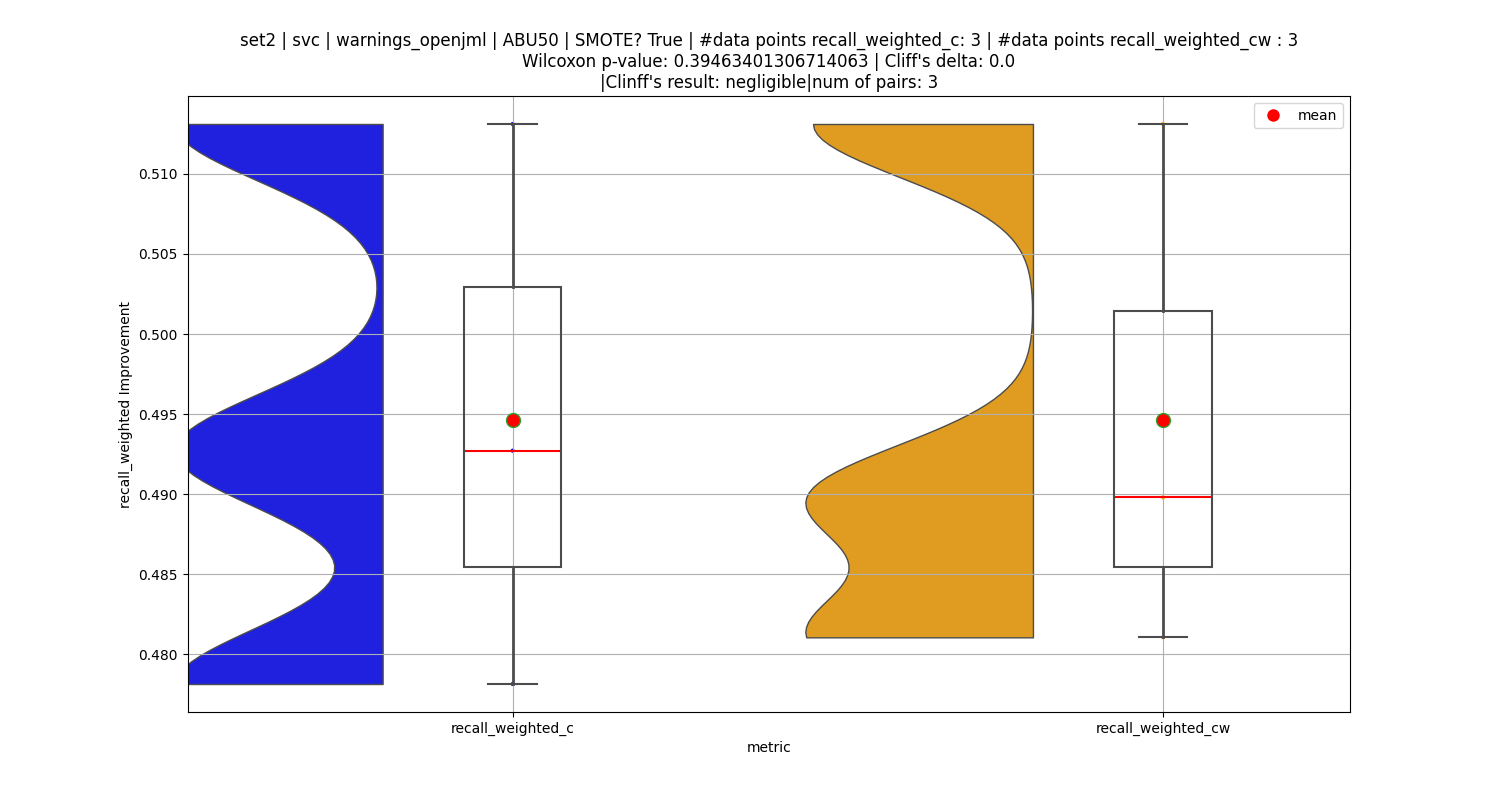 set2 | svc | warnings_openjml | ABU50 | SMOTE? True | #data points recall_weighted_c: 3 | #data points recall_weighted_cw : 3
Wilcoxon p-value: 0.39463401306714063 | Cliff's delta: 0.0
|Clinff's result: negligible|num of pairs: 3
mean
0.510
0.505
0.500
0.495
0.490
0.485
0.480
recall_weighted Improvement
recall_weighted_c
recall_weighted_cw
metric